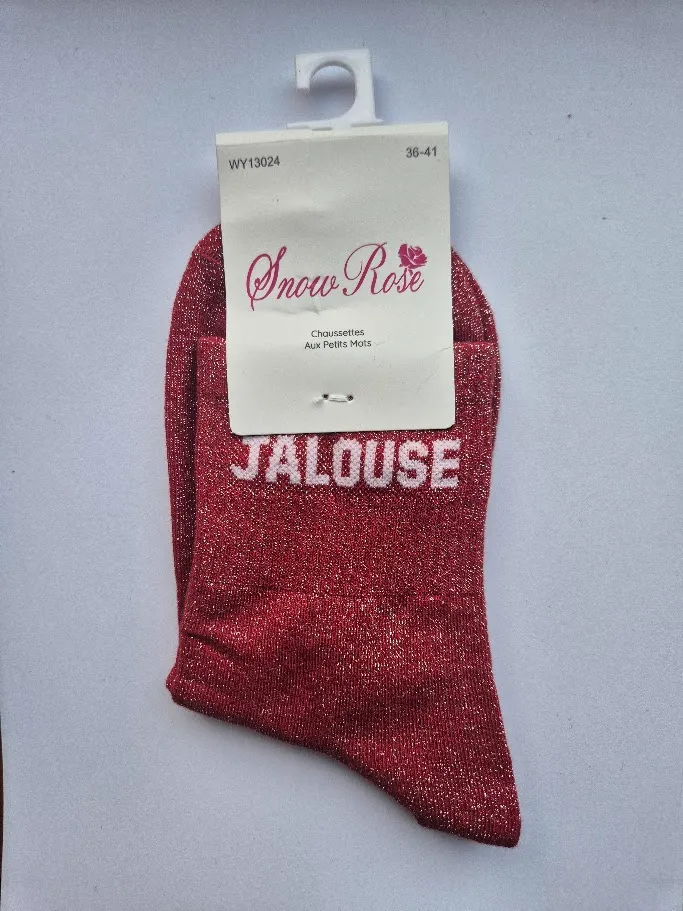 WY13024 36-41
Snow Rose
Chaussettes
Aux Petits Mots
JALOUSE